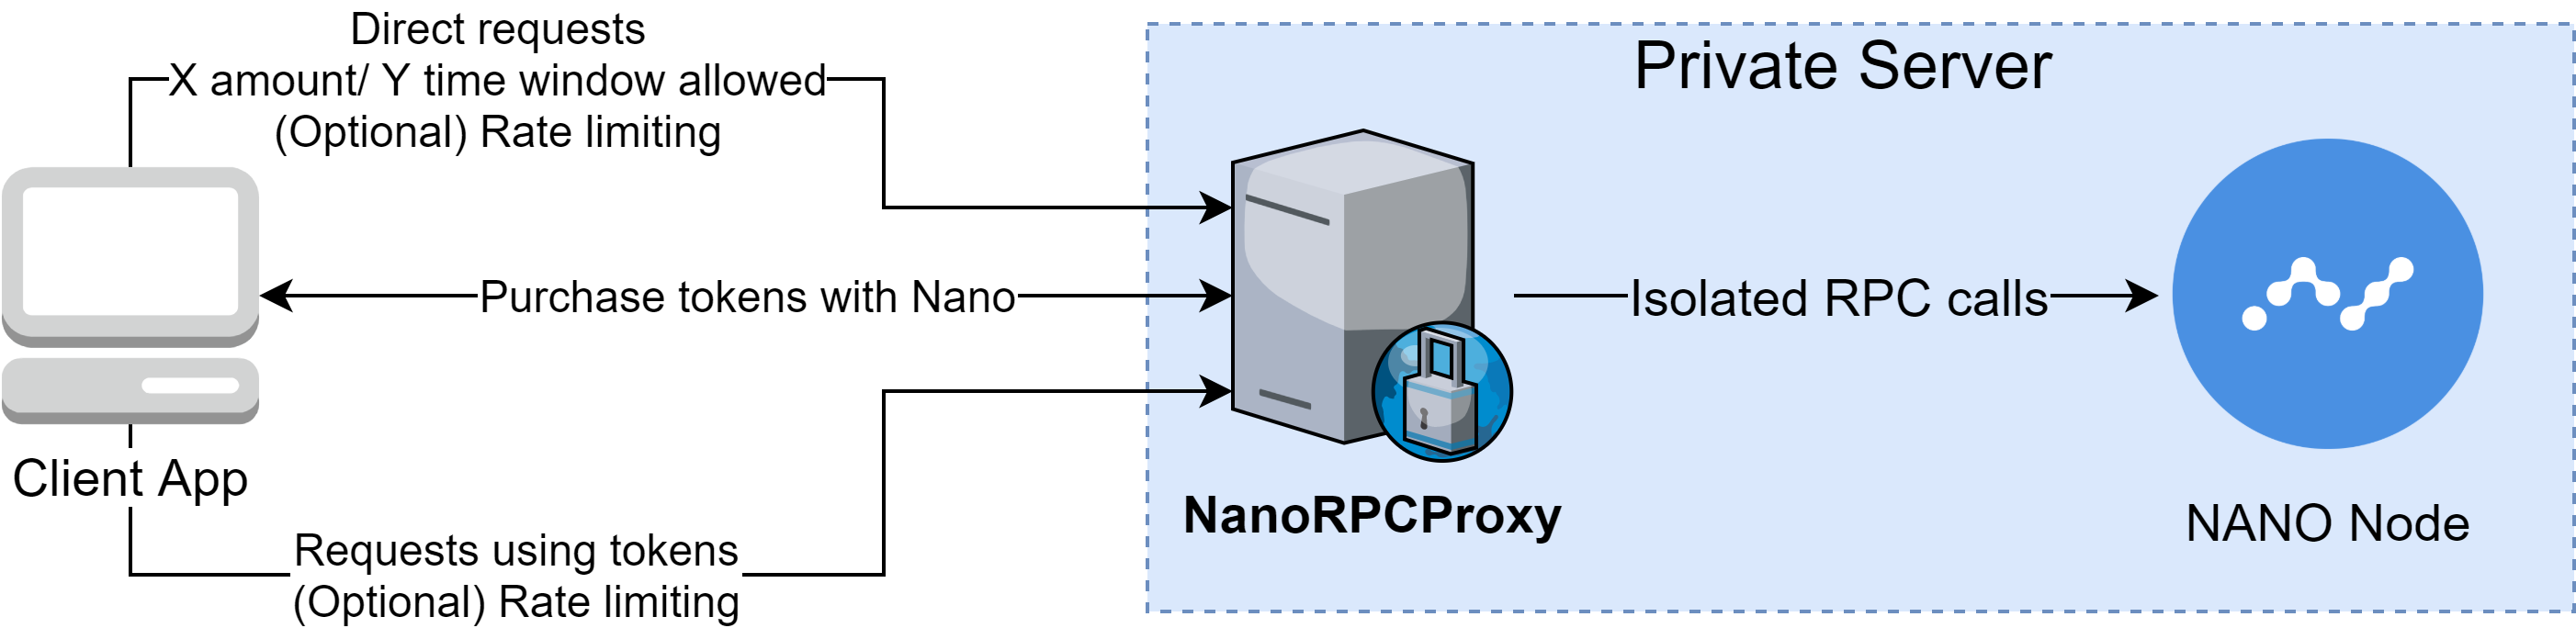 Direct requests
X amount/ Y time window allowed
(Optional) Rate limiting
Private Server
Purchase tokens with Nano
Isolated RPC calls
Client App
NanoRPCProxy
NANO Node
Requests using tokens
(Optional) Rate limiting